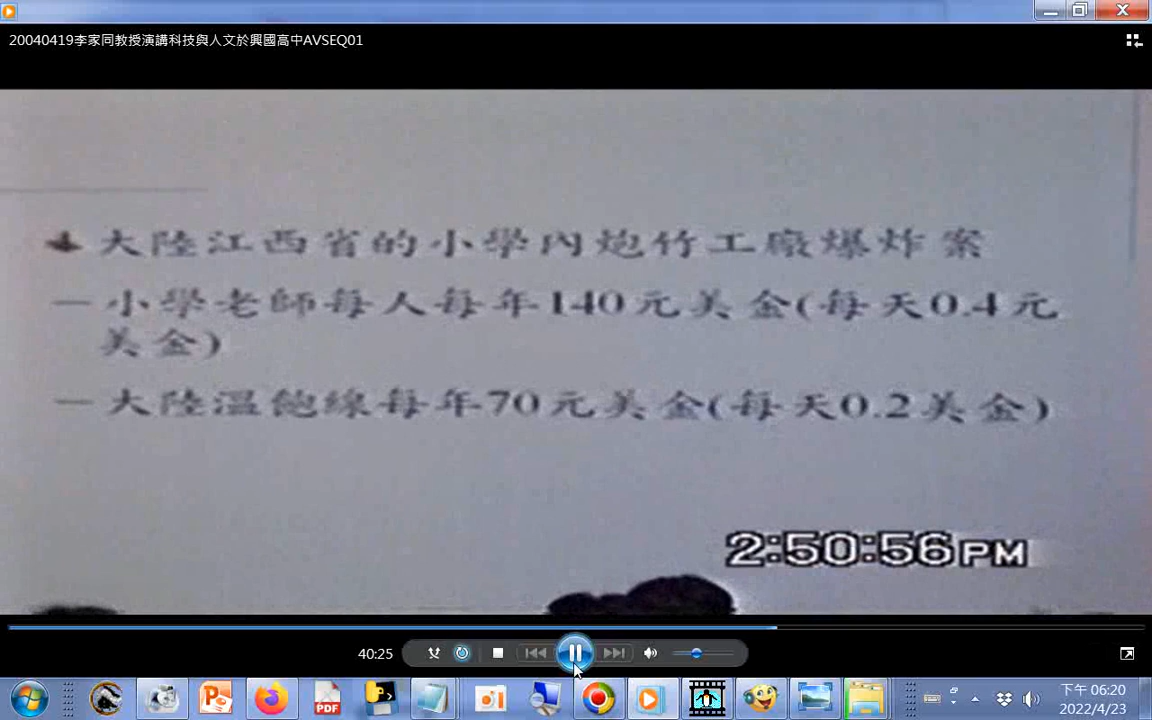 20040419李家同教授演講科技與人文於興國高中AVSEQ01
大陸江西省的小學內炮竹工廠爆炸案
一小學老師每人每年140元美金(每天0.4元
美金)
一大陸溫飽線每年70元美金(每天0.2美金)
2:50:56PM
40:25
PDF
下午 06:20
2022/4/23